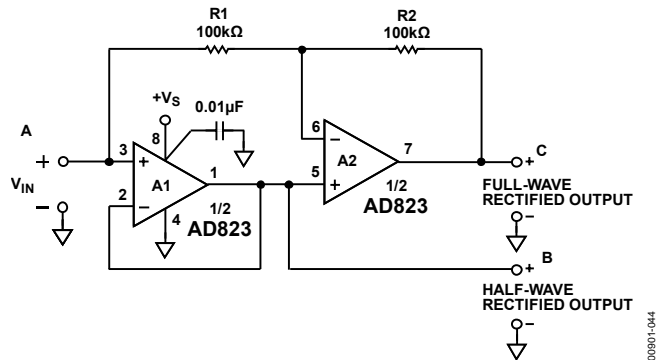 R1
100kΩ
R2
100kΩ
+VS
0.01µF
A
8
6
7
C
+
3
+
1
A2
+
VIN
A1
5
+
FULL-WAVE
RECTIFIED OUTPUT
2
–
4
1/2
AD823
1/2
AD823
–
B
+
HALF-WAVE
RECTIFIED OUTPUT
–
00901-044